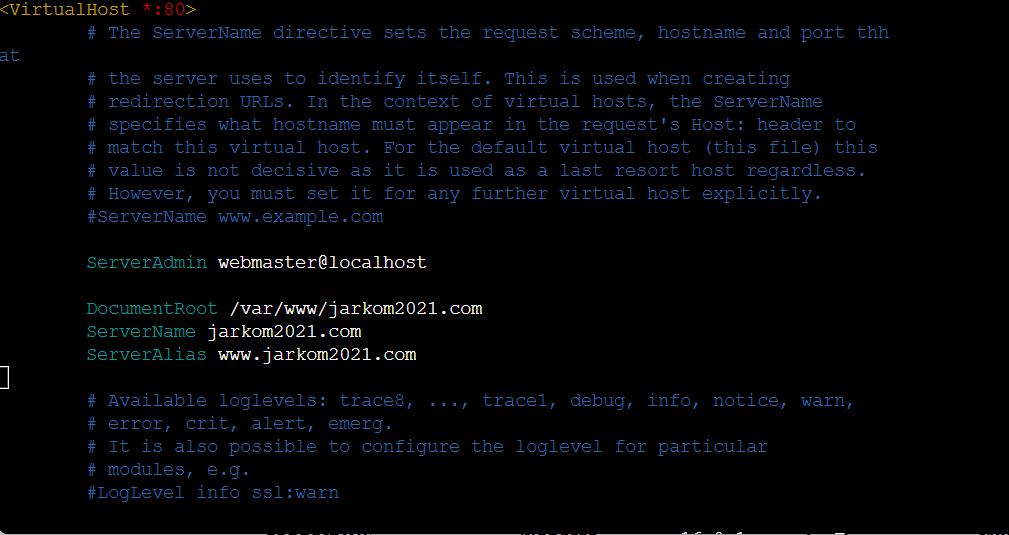 <VirtualHost *:80>
# The ServerName directive sets the request scheme, hostname and port thh
at
# the server uses to identify itself. This is used when creating
# redirection URLs. In the context of virtual hosts, the ServerName
# specifies what hostname must appear in the request's Host: header to
# match this virtual host. For the default virtual host (this file) this
# value is not decisive as it is used as a last resort host regardless.
# However, you must set it for any further virtual host explicitly.
#ServerName www.example.com
ServerAdmin webmaster@localhost
DocumentRoot /var/www/jarkom2021.com
ServerName jarkom2021.com
ServerAlias www.jarkom2021.com
# Available loglevels: trace8, ..., trace1, debug, info, notice, warn,
# error, crit, alert, emerg.
# It is also possible to configure the loglevel for particular
# modules, e.g.
#LogLevel info ssl:warn